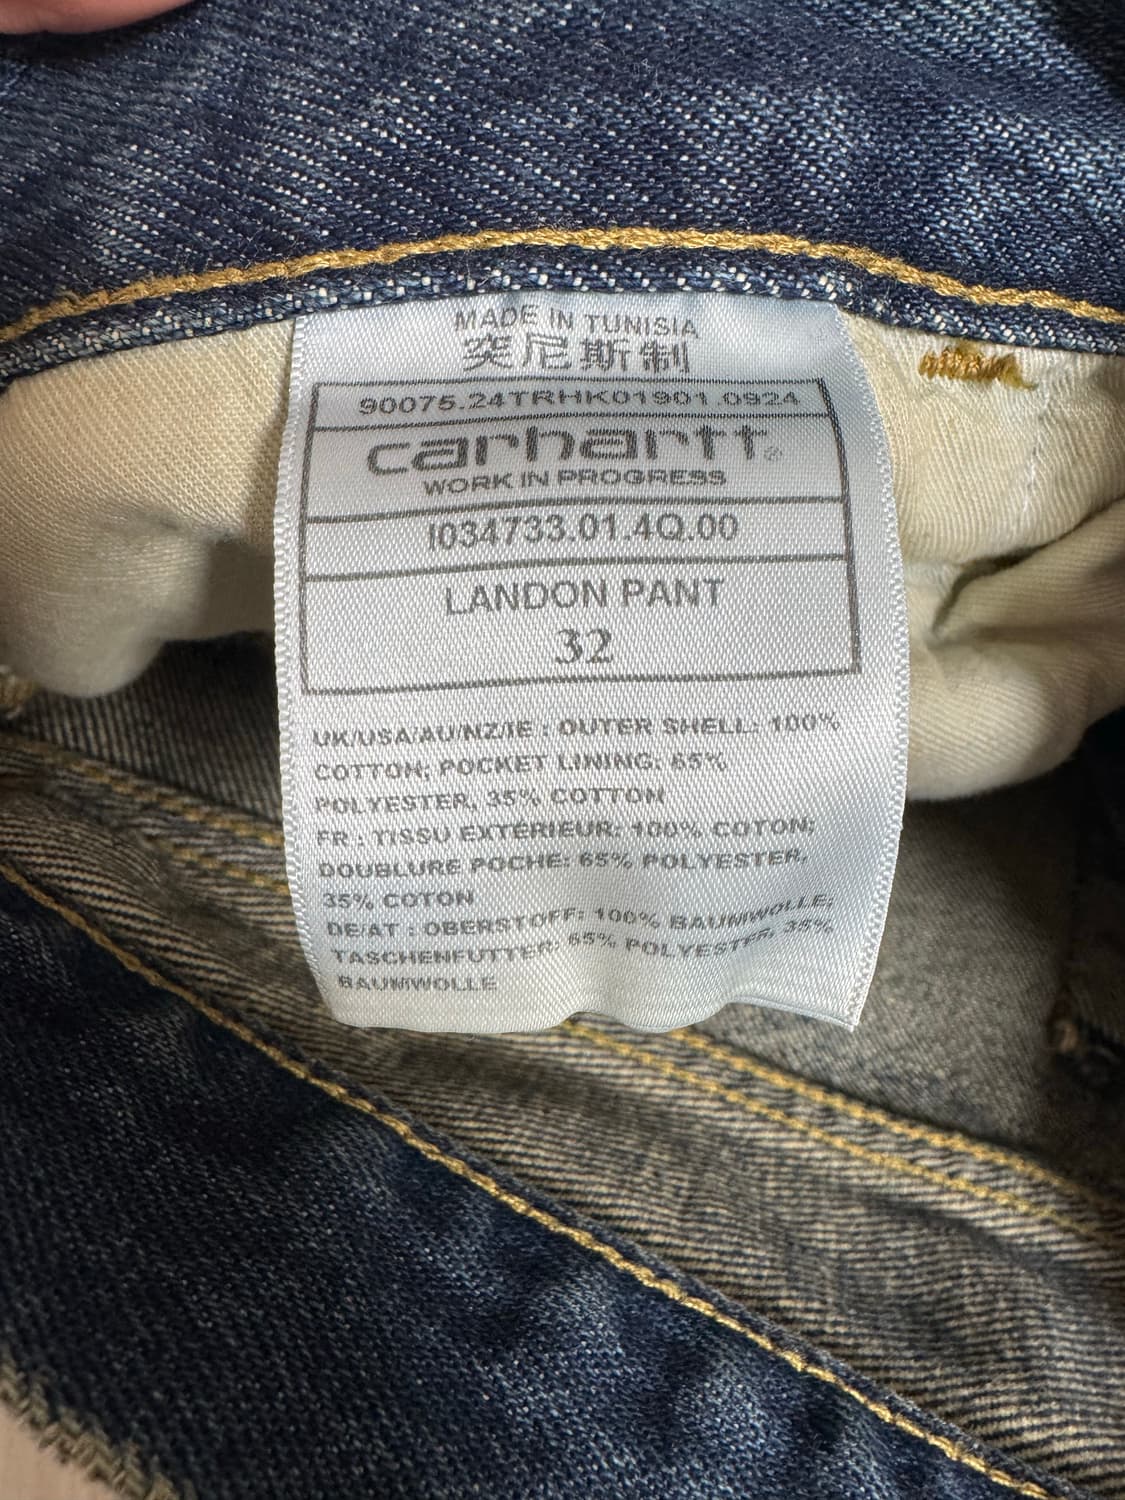 MADE IN TUNISIA
突尼斯制
90075.24TRHK01901.0924
carhartt®
WORK IN PROGRESS
I034733.01.4Q.00
LANDON PANT
32
UK/USA/AU/NZ/IE : OUTER SHELL: 100%
COTTON; POCKET LINING: 65%
POLYESTER, 35% COTTON
FR : TISSU EXTÉRIEUR: 100% COTON;
DOUBLURE POCHE: 65% POLYESTER,
35% COTON
DE/AT : OBERSTOFF: 100% BAUMWOLLE;
TASCHENFUTTER: 65% POLYESTER, 35%
BAUMWOLLE